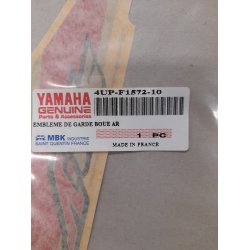 YAMAHA
GENUINE
Parts & Accessories
4UP-F1572-10
EMBLEME DE GARDE BOUE AR
MBK INDUSTRIE
SAINT QUENTIN FRANCE
1 PC
MADE IN FRANCE